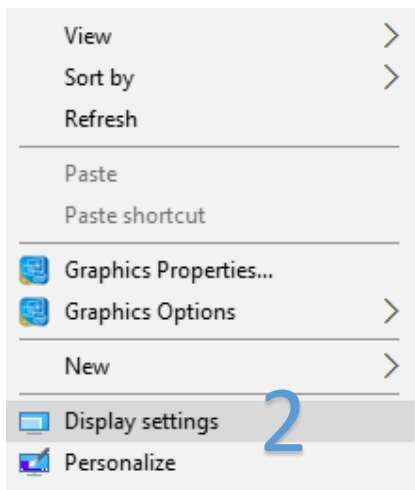 View
Sort by
Refresh
Paste
Paste shortcut
Graphics Properties...
Graphics Options
New
Display settings 2
Personalize